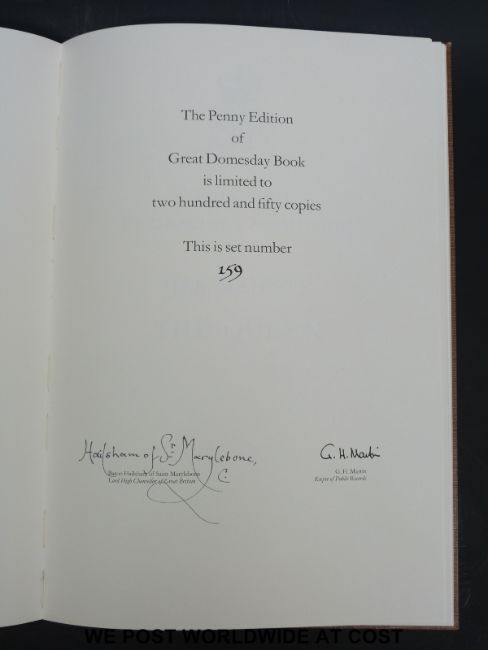 The Penny Edition
of
Great Domesday Book
is limited to
two hundred and fifty copies
This is set number
159
Hailsham of St. Marylebone,
C.
Baron Hailsham of Saint Marylebone
Lord High Chancellor of Great Britain
G. H. Martin
G. H. Martin
Keeper of Public Records
WE POST WORLDWIDE AT COST